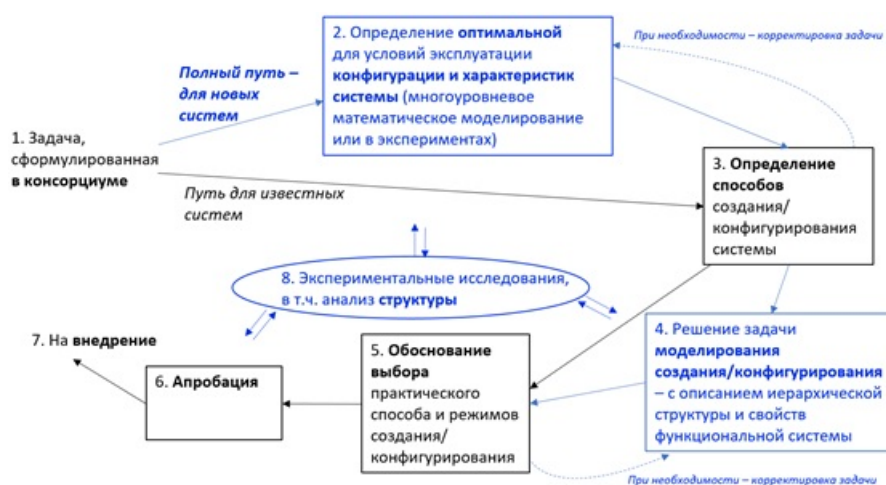 2. Определение оптимальной
для условий эксплуатации
конфигурации и характеристик
системы (многоуровневое
математическое моделирование
или в экспериментах)
При необходимости – корректировка задачи
Полный путь –
для новых
систем
1. Задача,
сформулированная
в консорциуме
Путь для известных
систем
3. Определение
способов
создания/
конфигурирования
системы
8. Экспериментальные исследования,
в т.ч. анализ структуры
4. Решение задачи
моделирования
создания/конфигурирования
– с описанием иерархической
структуры и свойств
функциональной системы
5. Обоснование
выбора
практического
способа и режимов
создания/
конфигурирования
6. Апробация
7. На внедрение
При необходимости – корректировка задачи